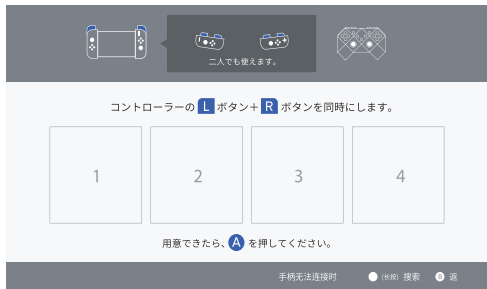 二人でも使えます。
コントローラーの L ボタン+ R ボタンを同時にします。
1 2 3 4
用意できたら、 A を押してください。
手柄无法连接时 (长按) 搜索 B 返